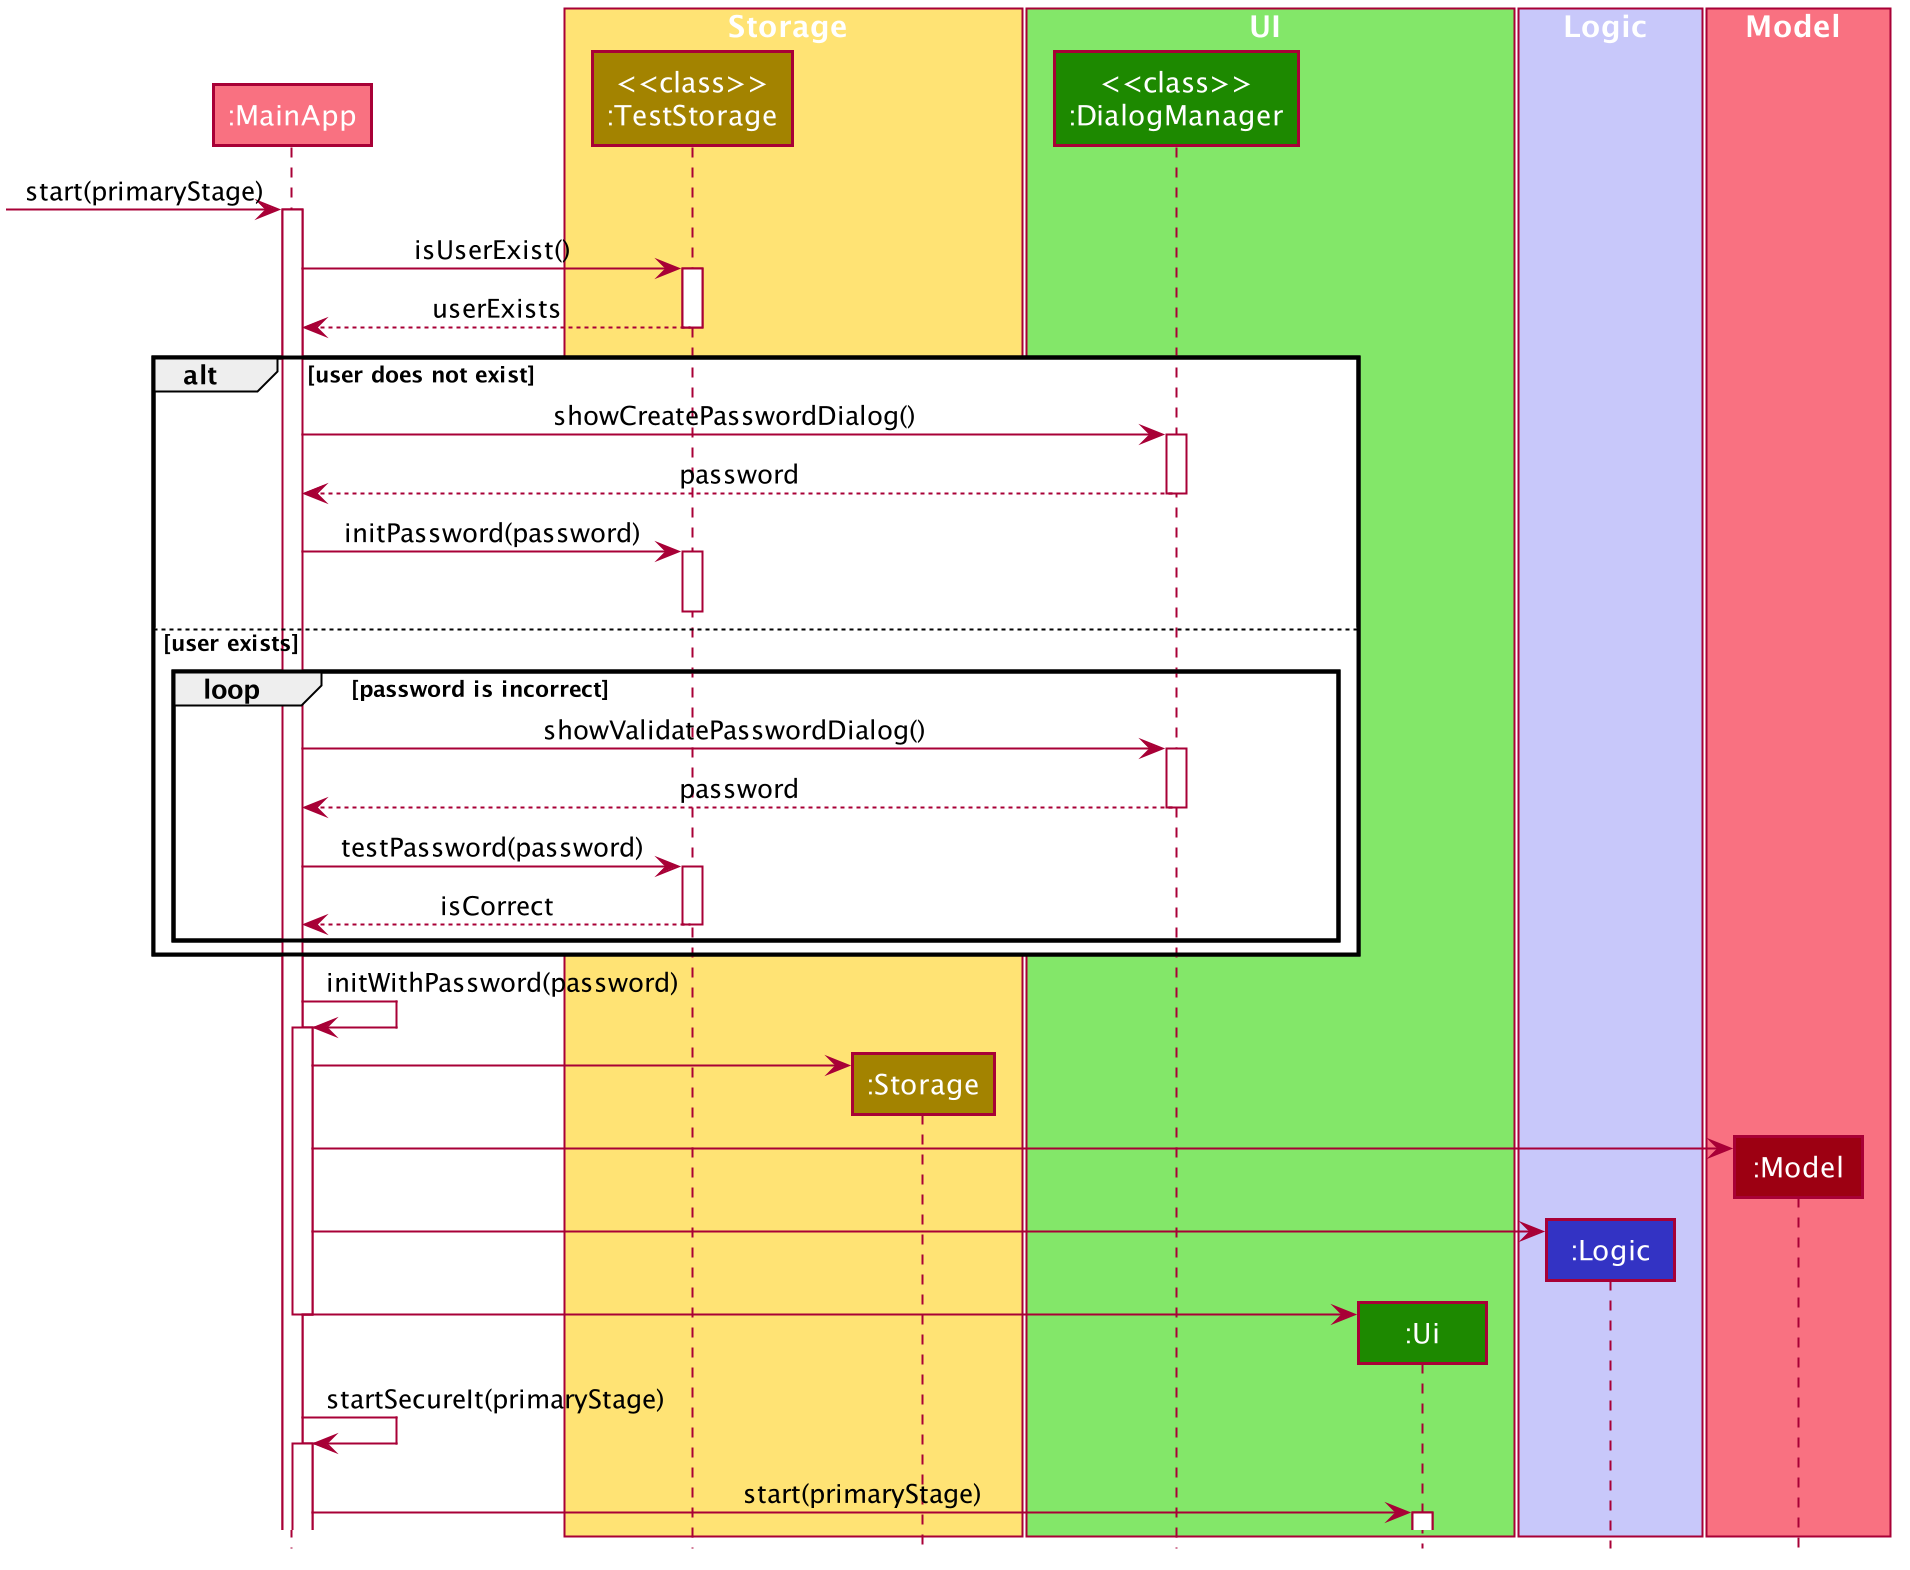 Storage
UI
Logic
Model
:MainApp
<<class>>
:TestStorage
<<class>>
:DialogManager
start(primaryStage)
isUserExist()
userExists
alt
[user does not exist]
showCreatePasswordDialog()
password
initPassword(password)
[user exists]
loop
[password is incorrect]
showValidatePasswordDialog()
password
testPassword(password)
isCorrect
initWithPassword(password)
:Storage
:Model
:Logic
:Ui
startSecureIt(primaryStage)
start(primaryStage)